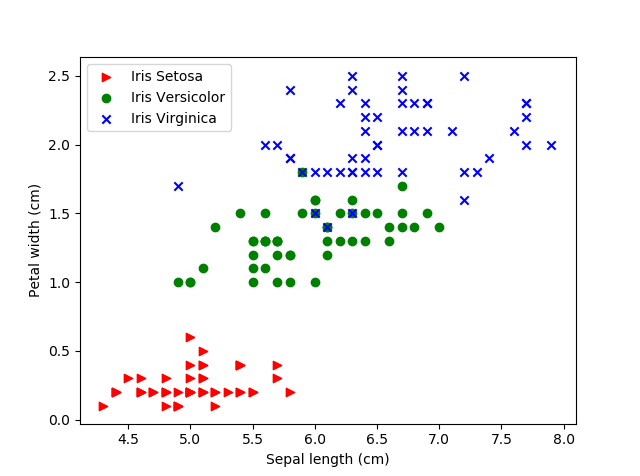 Iris Setosa
Iris Versicolor
Iris Virginica
Petal width (cm)
2.5
2.0
1.5
1.0
0.5
0.0
4.5 5.0 5.5 6.0 6.5 7.0 7.5 8.0
Sepal length (cm)